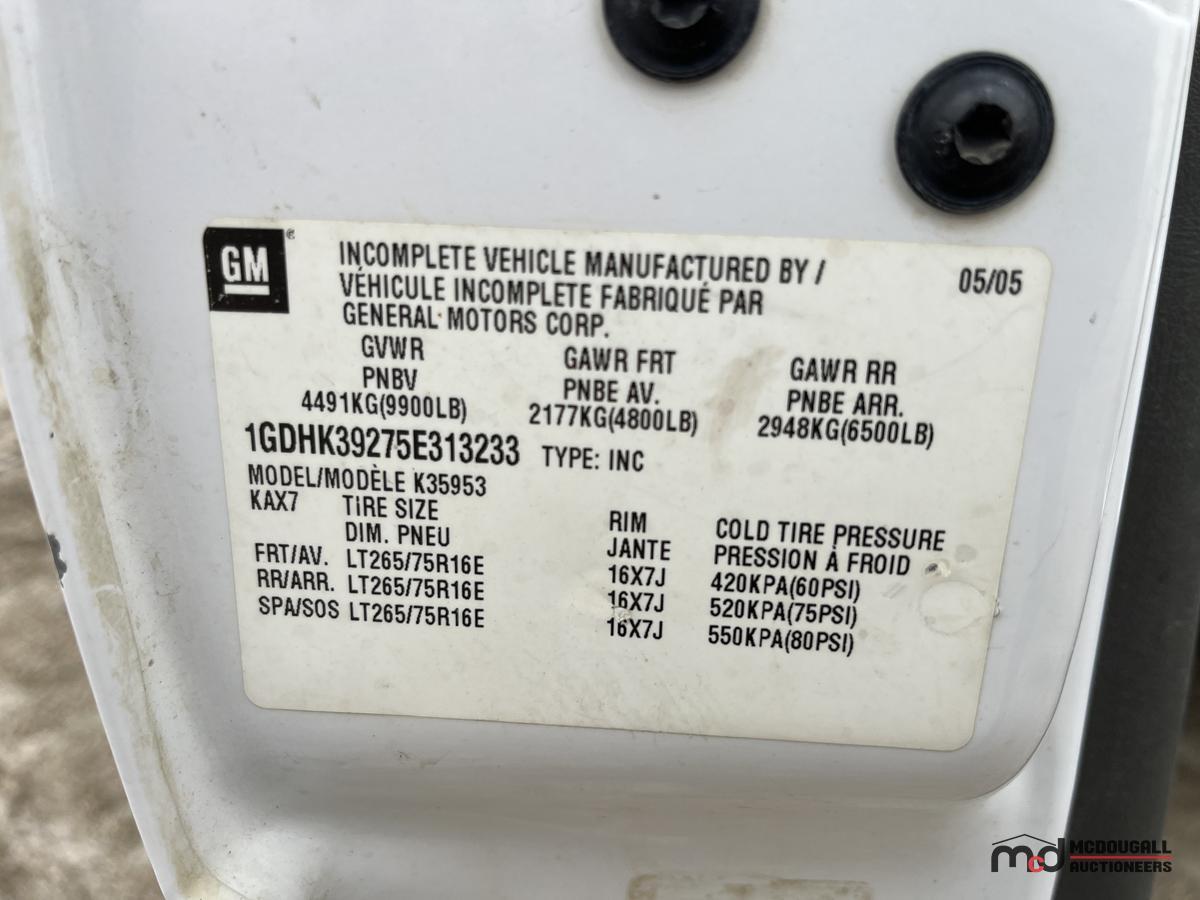 GM ®
INCOMPLETE VEHICLE MANUFACTURED BY / 05/05
VÉHICULE INCOMPLETE FABRIQUÉ PAR
GENERAL MOTORS CORP.
GVWR GAWR FRT GAWR RR
PNBV PNBE AV. PNBE ARR.
4491KG(9900LB) 2177KG(4800LB) 2948KG(6500LB)
1GDHK39275E313233 TYPE: INC
MODEL/MODÈLE K35953
KAX7 TIRE SIZE RIM COLD TIRE PRESSURE
DIM. PNEU JANTE PRESSION À FROID
FRT/AV. LT265/75R16E 16X7J 420KPA(60PSI)
RR/ARR. LT265/75R16E 16X7J 520KPA(75PSI)
SPA/SOS LT265/75R16E 16X7J 550KPA(80PSI)
mcd MCDOUGALL
AUCTIONEERS